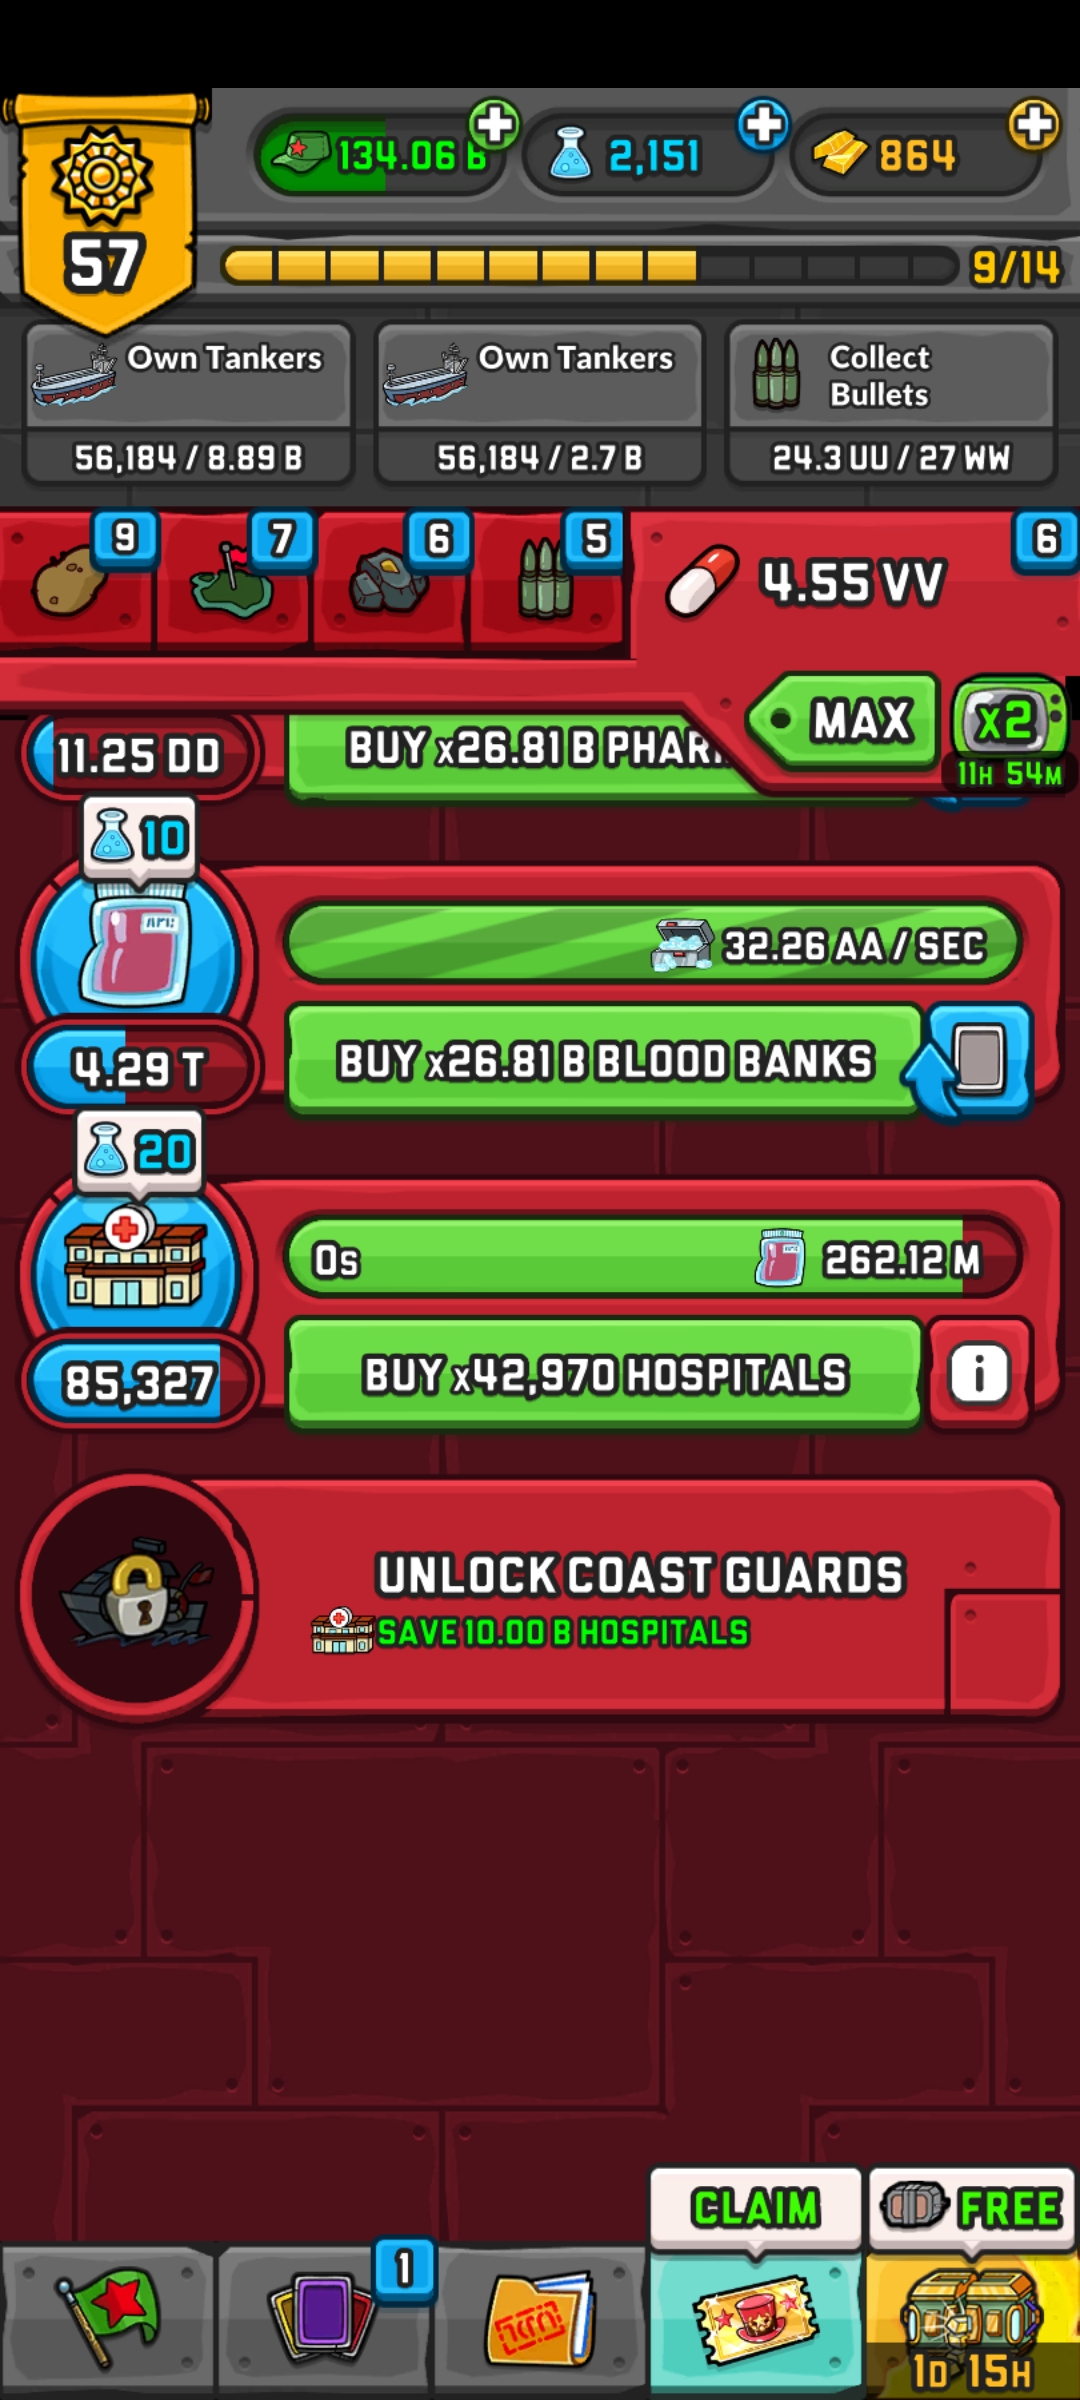 134.06 B
2,151
864
57
9/14
Own Tankers
56,184 / 8.89 B
Own Tankers
56,184 / 2.7 B
Collect
Bullets
24.3 UU / 27 WW
9
7
6
5
4.55 VV
6
MAX
x2
11H 54M
11.25 DD
BUY x26.81 B
10
32.26 AA / SEC
4.29 T
BUY x26.81 B BLOOD BANKS
20
0s
262.12 M
85,327
BUY x42,970 HOSPITALS
i
UNLOCK COAST GUARDS
SAVE 10.00 B HOSPITALS
CLAIM
FREE
1
1D 15H